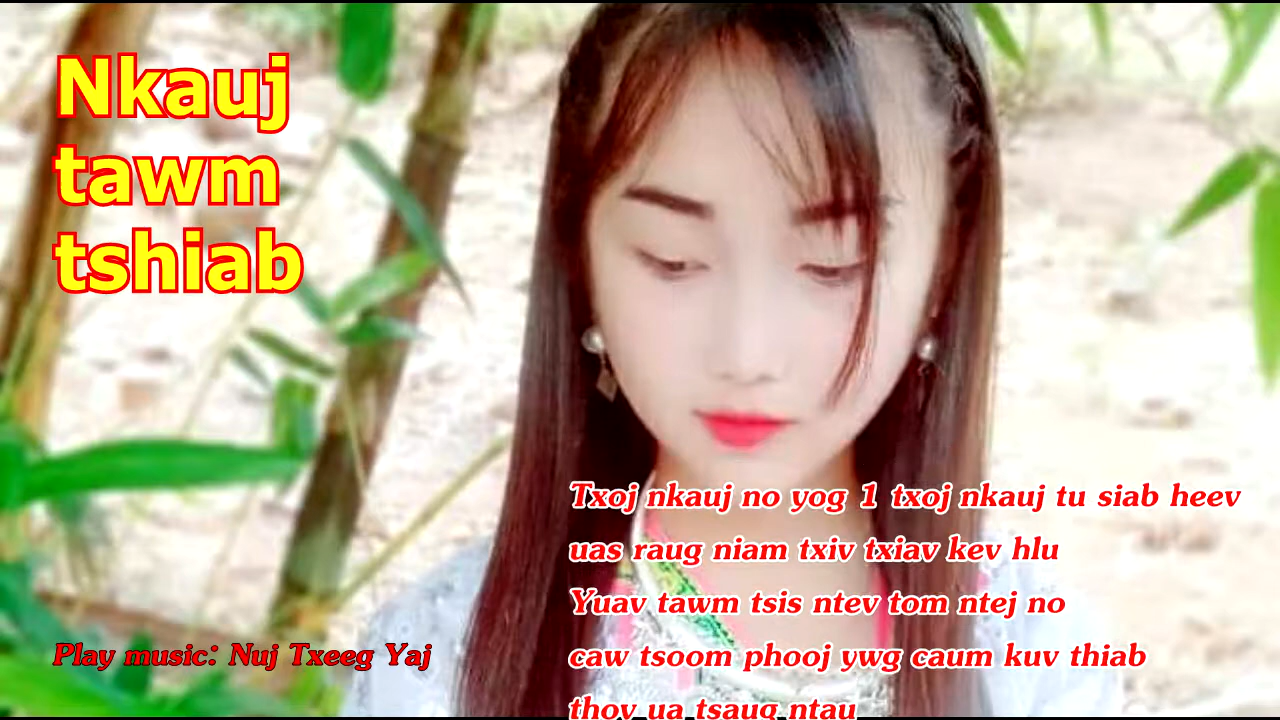 Nkauj
tawm
tshiab
Txoj nkauj no yog 1 txoj nkauj tu siab heev
uas raug niam txiv txiav kev hlu
Yuav tawm tsis ntev tom ntej no
caw tsoom phooj ywg caum kuv thiab
thov ua tsaug ntau
Play music: Nuj Txeeg Yaj